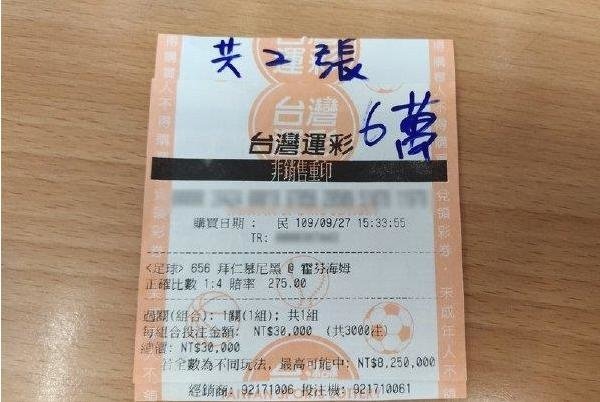 共2張
6萬
台灣
台灣運彩
非銷售重印
購買日期: 民 109/09/27 15:33:55
TR:
<足球> 656 拜仁慕尼黑 @ 霍芬海姆
正確比數 1:4 賠率 275.00
過關(組合): 1關(1組); 共1組
每組合投注金額: NT$30,000 (共3000注)
總價: NT$30,000
若全數為不同玩法, 最高可能中: NT$8,250,000
經銷商: 92171006 投注機: 921710061